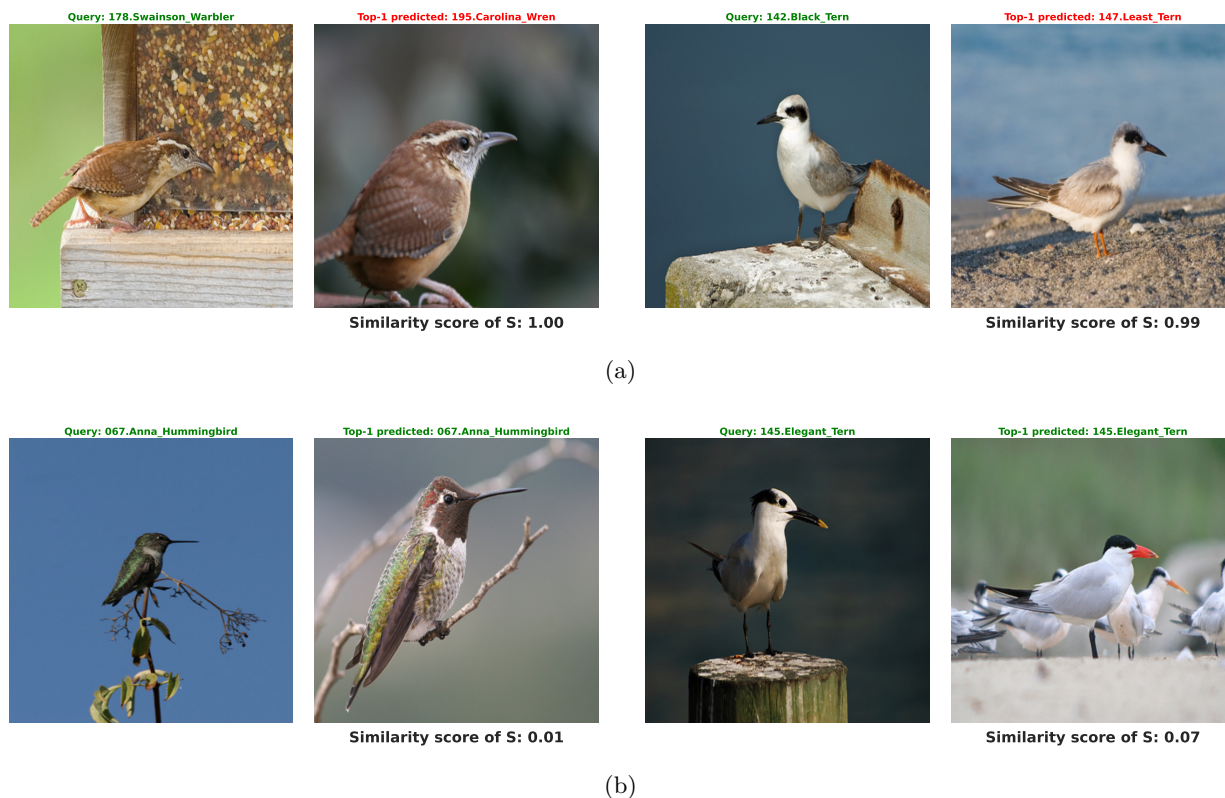 Query: 178.Swainson_Warbler
Top-1 predicted: 195.Carolina_Wren
Query: 142.Black_Tern
Top-1 predicted: 147.Least_Tern
Similarity score of S: 1.00
Similarity score of S: 0.99
(a)
Query: 067.Anna_Hummingbird
Top-1 predicted: 067.Anna_Hummingbird
Query: 145.Elegant_Tern
Top-1 predicted: 145.Elegant_Tern
Similarity score of S: 0.01
Similarity score of S: 0.07
(b)